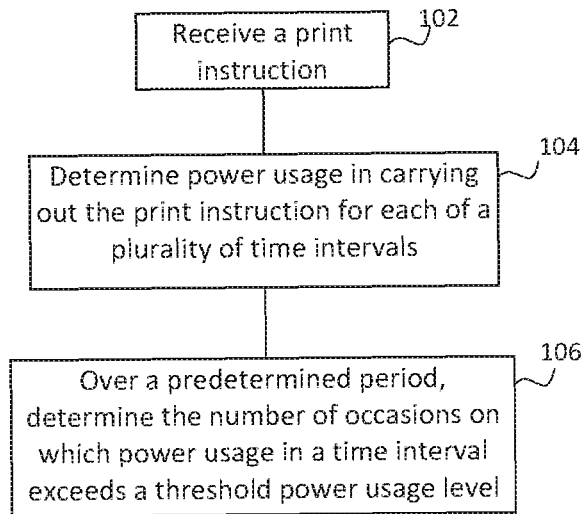 Receive a print
instruction
102
Determine power usage in carrying
out the print instruction for each of a
plurality of time intervals
104
Over a predetermined period,
determine the number of occasions on
which power usage in a time interval
exceeds a threshold power usage level
106